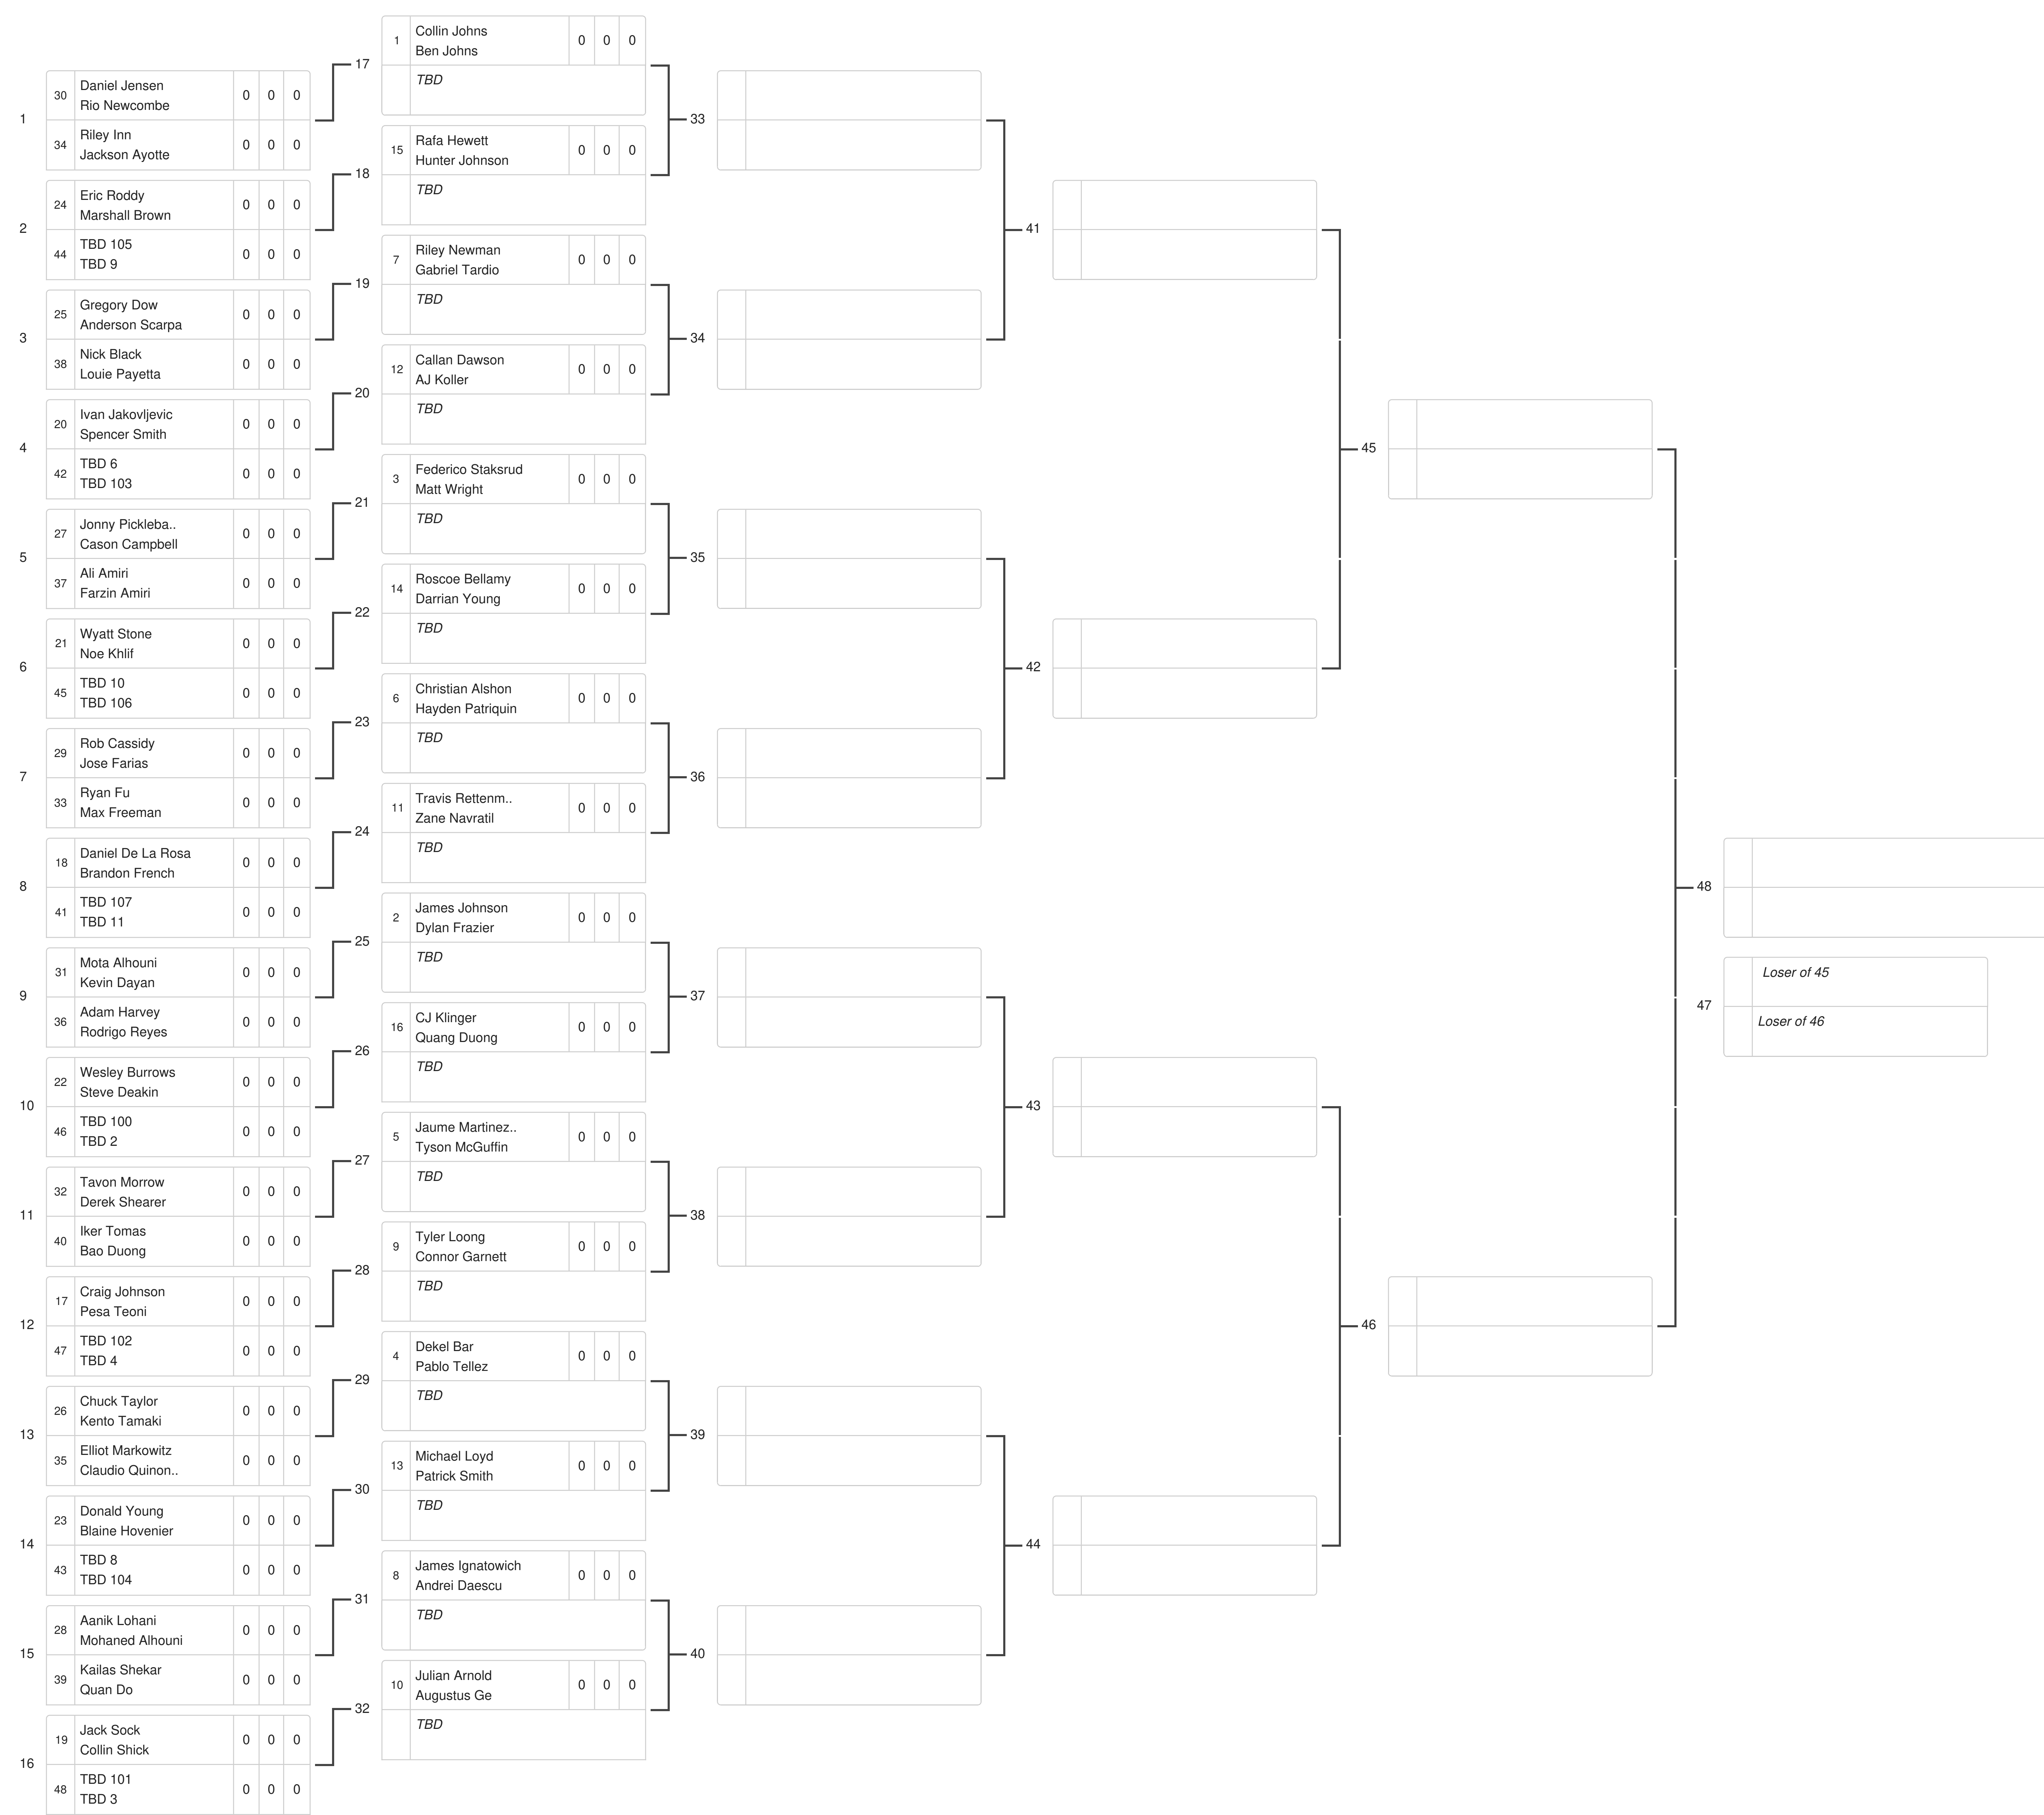 1
30
Daniel Jensen
Rio Newcombe
0 0 0
34
Riley Inn
Jackson Ayotte
0 0 0
2
24
Eric Roddy
Marshall Brown
0 0 0
44
TBD 105
TBD 9
0 0 0
3
25
Gregory Dow
Anderson Scarpa
0 0 0
38
Nick Black
Louie Payetta
0 0 0
4
20
Ivan Jakovljevic
Spencer Smith
0 0 0
42
TBD 6
TBD 103
0 0 0
5
27
Jonny Pickleba..
Cason Campbell
0 0 0
37
Ali Amiri
Farzin Amiri
0 0 0
6
21
Wyatt Stone
Noe Khlif
0 0 0
45
TBD 10
TBD 106
0 0 0
7
29
Rob Cassidy
Jose Farias
0 0 0
33
Ryan Fu
Max Freeman
0 0 0
8
18
Daniel De La Rosa
Brandon French
0 0 0
41
TBD 107
TBD 11
0 0 0
9
31
Mota Alhouni
Kevin Dayan
0 0 0
36
Adam Harvey
Rodrigo Reyes
0 0 0
10
22
Wesley Burrows
Steve Deakin
0 0 0
46
TBD 100
TBD 2
0 0 0
11
32
Tavon Morrow
Derek Shearer
0 0 0
40
Iker Tomas
Bao Duong
0 0 0
12
17
Craig Johnson
Pesa Teoni
0 0 0
47
TBD 102
TBD 4
0 0 0
13
26
Chuck Taylor
Kento Tamaki
0 0 0
35
Elliot Markowitz
Claudio Quinon..
0 0 0
14
23
Donald Young
Blaine Hovenier
0 0 0
43
TBD 8
TBD 104
0 0 0
15
28
Aanik Lohani
Mohaned Alhouni
0 0 0
39
Kailas Shekar
Quan Do
0 0 0
16
19
Jack Sock
Collin Shick
0 0 0
48
TBD 101
TBD 3
0 0 0
17
1
Collin Johns
Ben Johns
0 0 0
TBD
18
15
Rafa Hewett
Hunter Johnson
0 0 0
TBD
19
7
Riley Newman
Gabriel Tardio
0 0 0
TBD
20
12
Callan Dawson
AJ Koller
0 0 0
TBD
21
3
Federico Staksrud
Matt Wright
0 0 0
TBD
22
14
Roscoe Bellamy
Darrian Young
0 0 0
TBD
23
6
Christian Alshon
Hayden Patriquin
0 0 0
TBD
24
11
Travis Rettenm..
Zane Navratil
0 0 0
TBD
25
2
James Johnson
Dylan Frazier
0 0 0
TBD
26
16
CJ Klinger
Quang Duong
0 0 0
TBD
27
5
Jaume Martinez..
Tyson McGuffin
0 0 0
TBD
28
9
Tyler Loong
Connor Garnett
0 0 0
TBD
29
4
Dekel Bar
Pablo Tellez
0 0 0
TBD
30
13
Michael Loyd
Patrick Smith
0 0 0
TBD
31
8
James Ignatowich
Andrei Daescu
0 0 0
TBD
32
10
Julian Arnold
Augustus Ge
0 0 0
TBD
33
34
35
36
37
38
39
40
41
42
43
44
45
46
48
47
Loser of 45
Loser of 46